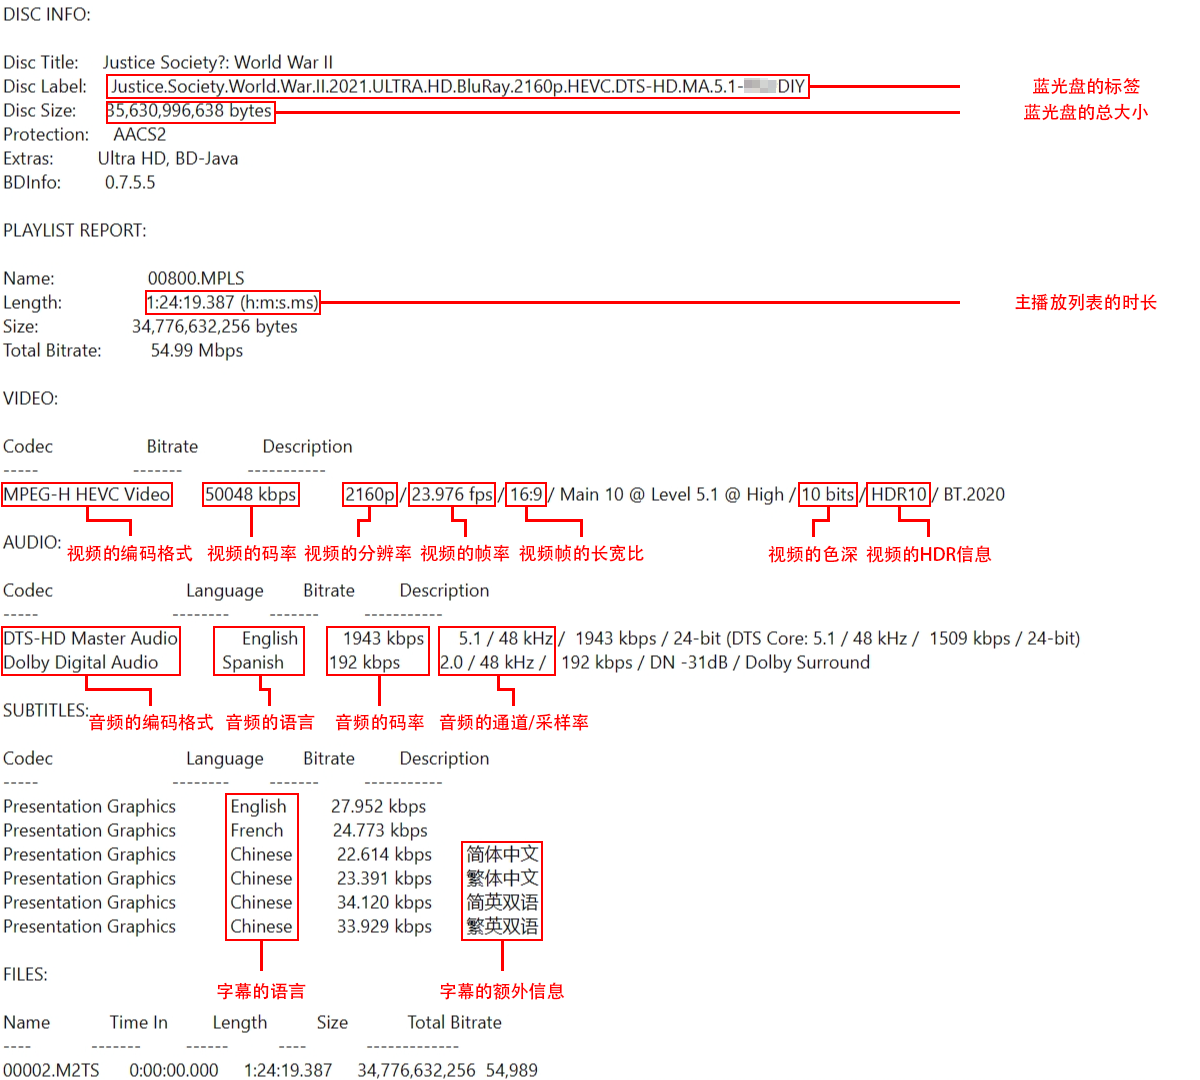 DISC INFO:
Disc Title: Justice Society?: World War II
Disc Label: Justice.Society.World.War.II.2021.ULTRA.HD.BluRay.2160p.HEVC.DTS-HD.MA.5.1- DIY 蓝光盘的标签
Disc Size: 35,630,996,638 bytes 蓝光盘的总大小
Protection: AACS2
Extras: Ultra HD, BD-Java
BDInfo: 0.7.5.5
PLAYLIST REPORT:
Name: 00800.MPLS
Length: 1:24:19.387 (h:m:s.ms) 主播放列表的时长
Size: 34,776,632,256 bytes
Total Bitrate: 54.99 Mbps
VIDEO:
Codec Bitrate Description
----- ------- -----------
MPEG-H HEVC Video 50048 kbps 2160p / 23.976 fps / 16:9 / Main 10 @ Level 5.1 @ High / 10 bits / HDR10 / BT.2020
AUDIO: 视频的编码格式 视频的码率 视频的分辨率 视频的帧率 视频帧的长宽比 视频的色深 视频的HDR信息
Codec Language Bitrate Description
----- -------- ------- -----------
DTS-HD Master Audio English 1943 kbps 5.1 / 48 kHz / 1943 kbps / 24-bit (DTS Core: 5.1 / 48 kHz / 1509 kbps / 24-bit)
Dolby Digital Audio Spanish 192 kbps 2.0 / 48 kHz / 192 kbps / DN -31dB / Dolby Surround
SUBTITLES: 音频的编码格式 音频的语言 音频的码率 音频的通道/采样率
Codec Language Bitrate Description
----- -------- ------- -----------
Presentation Graphics English 27.952 kbps
Presentation Graphics French 24.773 kbps
Presentation Graphics Chinese 22.614 kbps 简体中文
Presentation Graphics Chinese 23.391 kbps 繁体中文
Presentation Graphics Chinese 34.120 kbps 简英双语
Presentation Graphics Chinese 33.929 kbps 繁英双语
FILES:
字幕的语言 字幕的额外信息
Name Time In Length Size Total Bitrate
---- ------- ------ ---- -------------
00002.M2TS 0:00:00.000 1:24:19.387 34,776,632,256 54,989